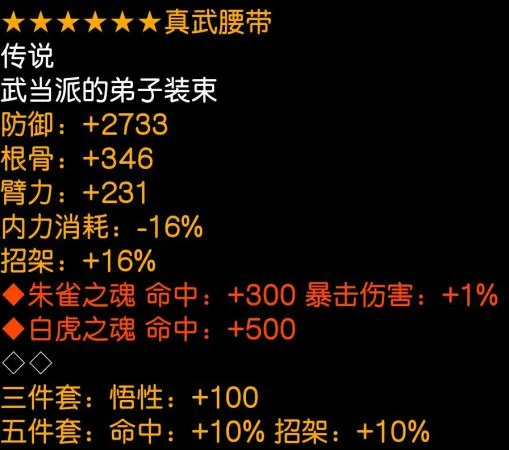 ★★★★★★真武腰带
传说
武当派的弟子装束
防御：+2733
根骨：+346
臂力：+231
内力消耗：-16%
招架：+16%
◆朱雀之魂 命中：+300 暴击伤害：+1%
◆白虎之魂 命中：+500
◇◇
三件套：悟性：+100
五件套：命中：+10% 招架：+10%